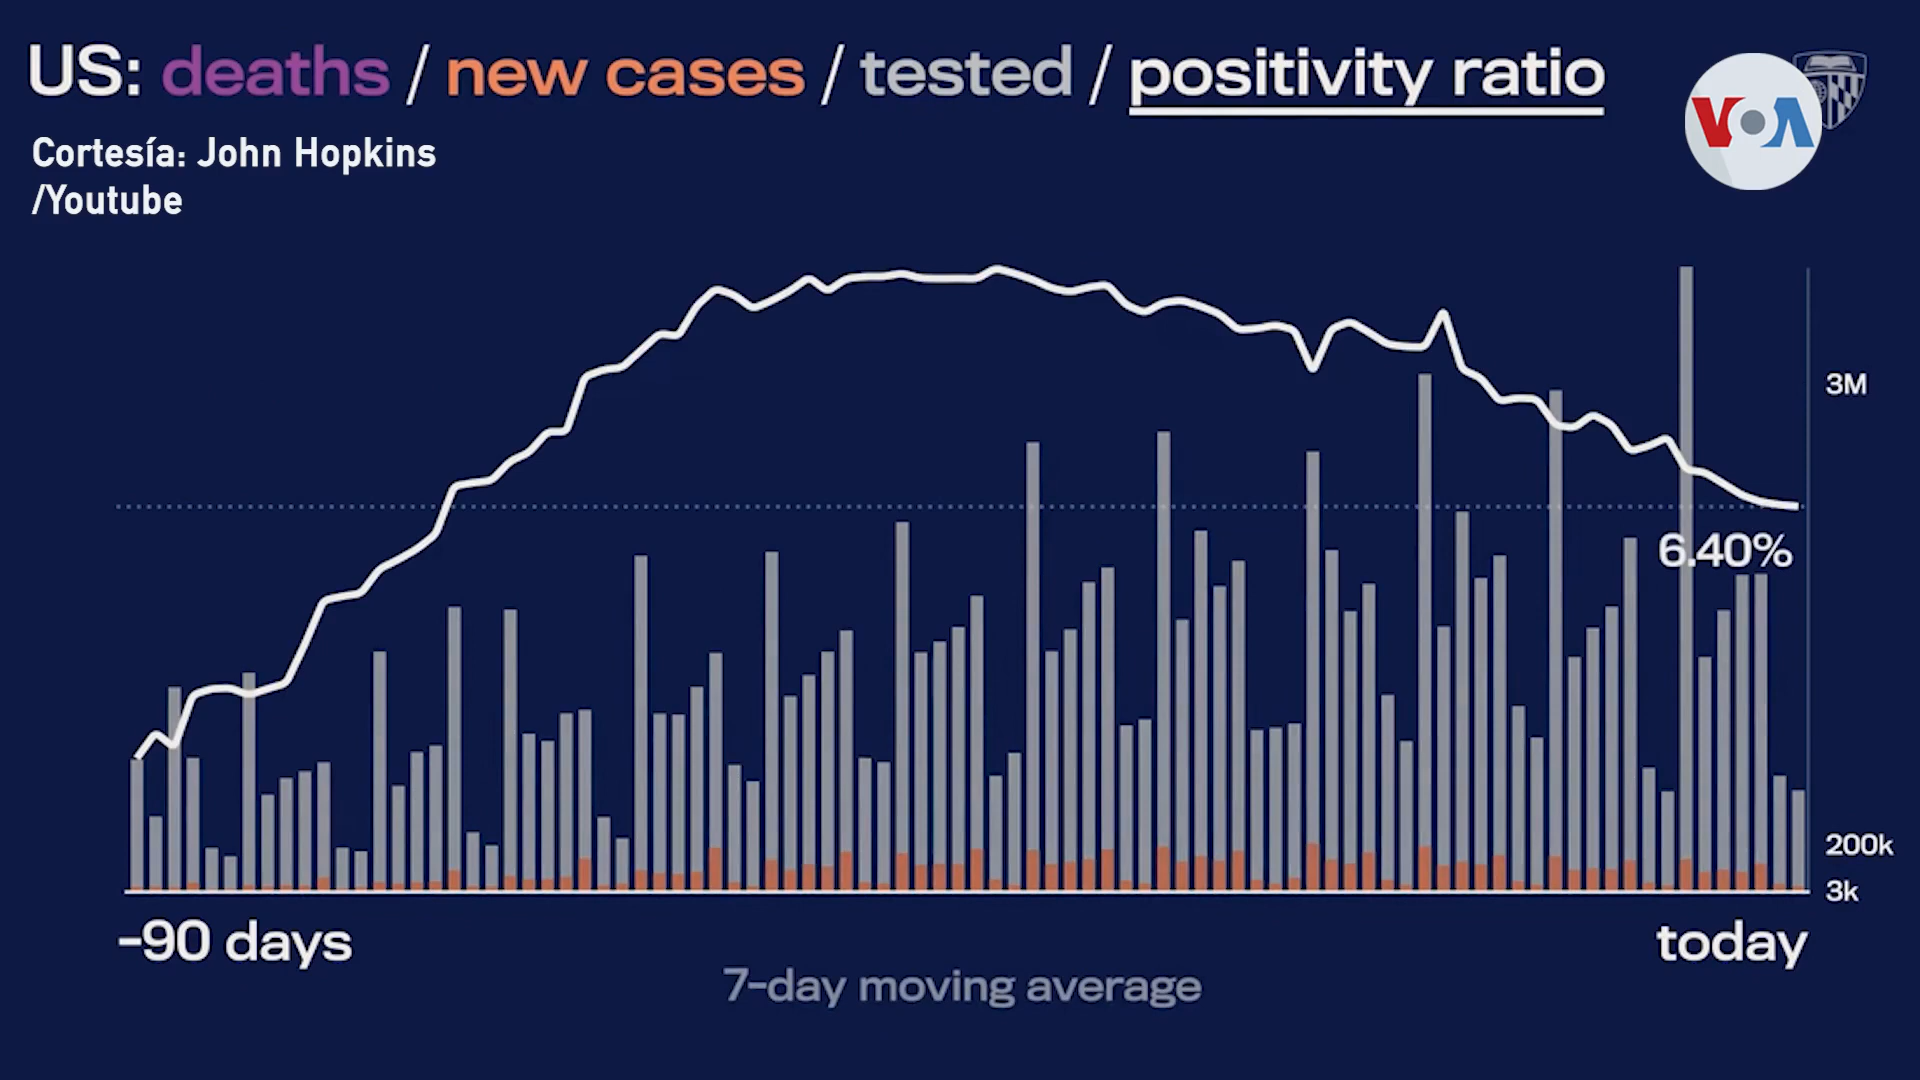 US: deaths / new cases / tested / positivity ratio
Cortesía: John Hopkins
/Youtube
VOA
3M
6.40%
200k
3k
-90 days
today
7-day moving average